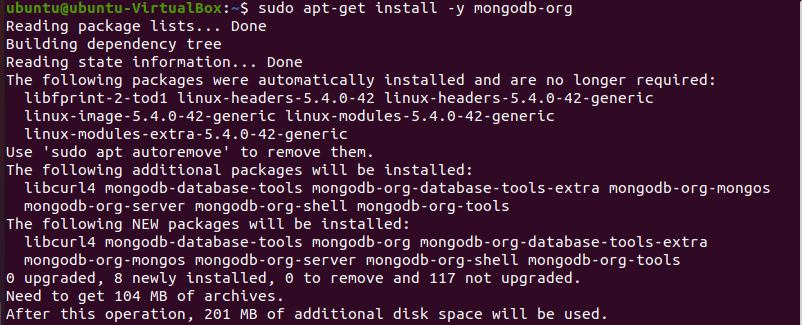 ubuntu@ubuntu-VirtualBox:~$ sudo apt-get install -y mongodb-org
Reading package lists... Done
Building dependency tree
Reading state information... Done
The following packages were automatically installed and are no longer required:
  libfprint-2-tod1 linux-headers-5.4.0-42 linux-headers-5.4.0-42-generic
  linux-image-5.4.0-42-generic linux-modules-5.4.0-42-generic
  linux-modules-extra-5.4.0-42-generic
Use 'sudo apt autoremove' to remove them.
The following additional packages will be installed:
  libcurl4 mongodb-database-tools mongodb-org-database-tools-extra mongodb-org-mongos
  mongodb-org-server mongodb-org-shell mongodb-org-tools
The following NEW packages will be installed:
  libcurl4 mongodb-database-tools mongodb-org mongodb-org-database-tools-extra
  mongodb-org-mongos mongodb-org-server mongodb-org-shell mongodb-org-tools
0 upgraded, 8 newly installed, 0 to remove and 117 not upgraded.
Need to get 104 MB of archives.
After this operation, 201 MB of additional disk space will be used.